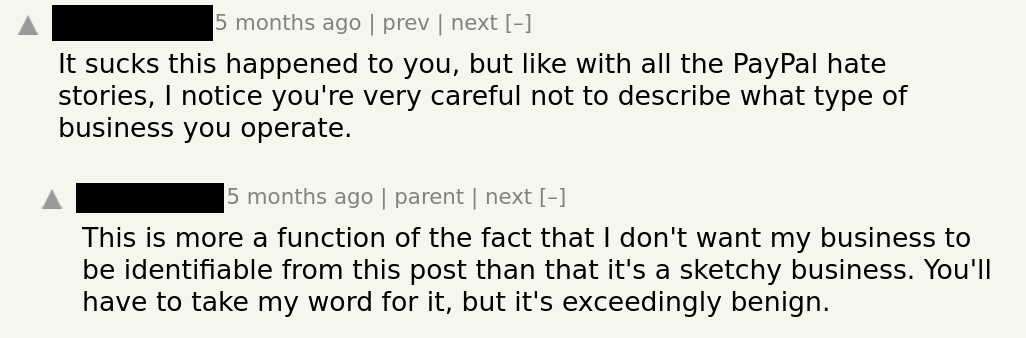 5 months ago | prev | next [–]
It sucks this happened to you, but like with all the PayPal hate
stories, I notice you're very careful not to describe what type of
business you operate.
5 months ago | parent | next [–]
This is more a function of the fact that I don't want my business to
be identifiable from this post than that it's a sketchy business. You'll
have to take my word for it, but it's exceedingly benign.